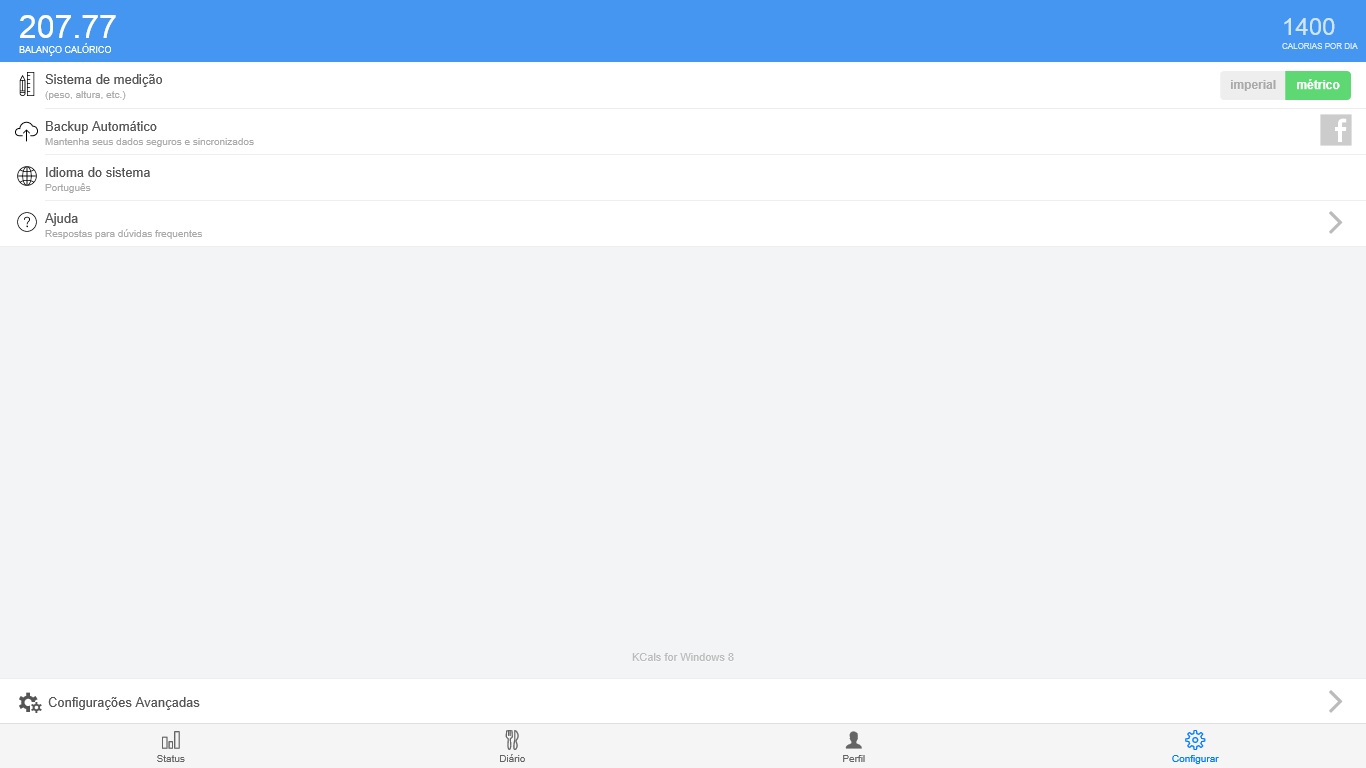 207.77
BALANÇO CALÓRICO
1400
CALORIAS POR DIA
Sistema de medição
(peso, altura, etc.)
imperial
métrico
Backup Automático
Mantenha seus dados seguros e sincronizados
Idioma do sistema
Português
Ajuda
Respostas para dúvidas frequentes
KCals for Windows 8
Configurações Avançadas
Status
Diário
Perfil
Configurar